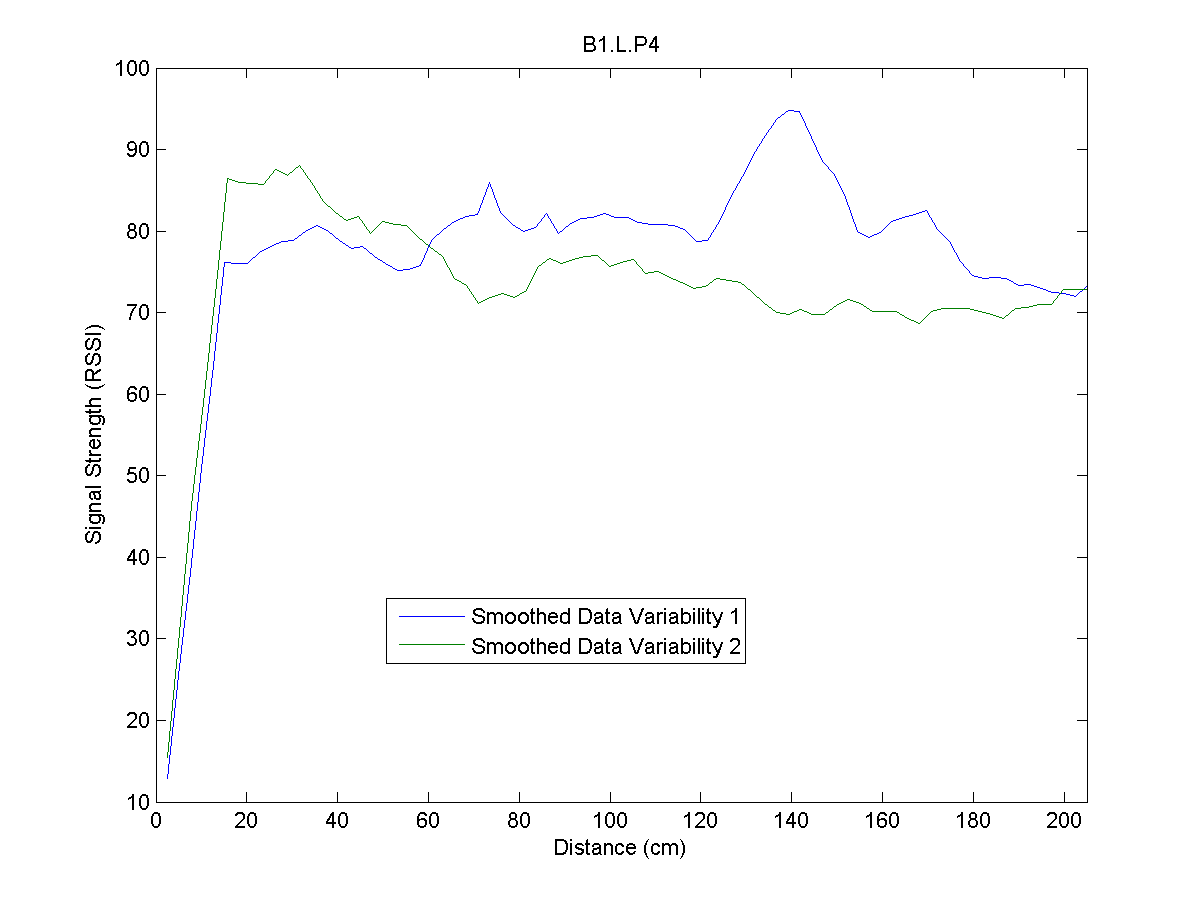 B1.L.P4
100
90
80
70
60
50
40
30
20
10
Signal Strength (RSSI)
Smoothed Data Variability 1
Smoothed Data Variability 2
0 20 40 60 80 100 120 140 160 180 200
Distance (cm)